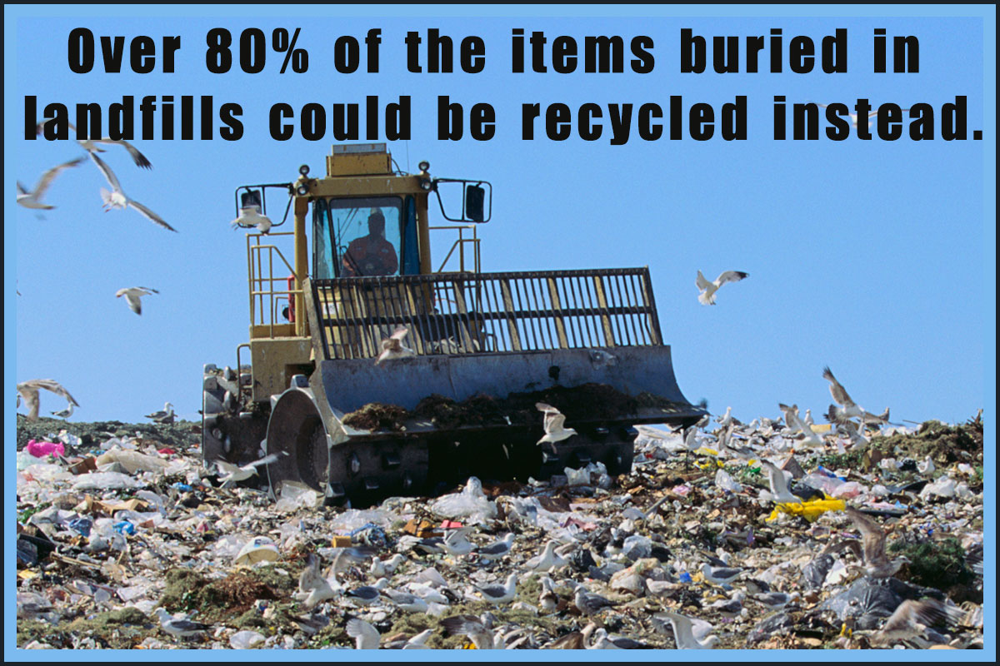 Over 80% of the items buried in
landfills could be recycled instead.